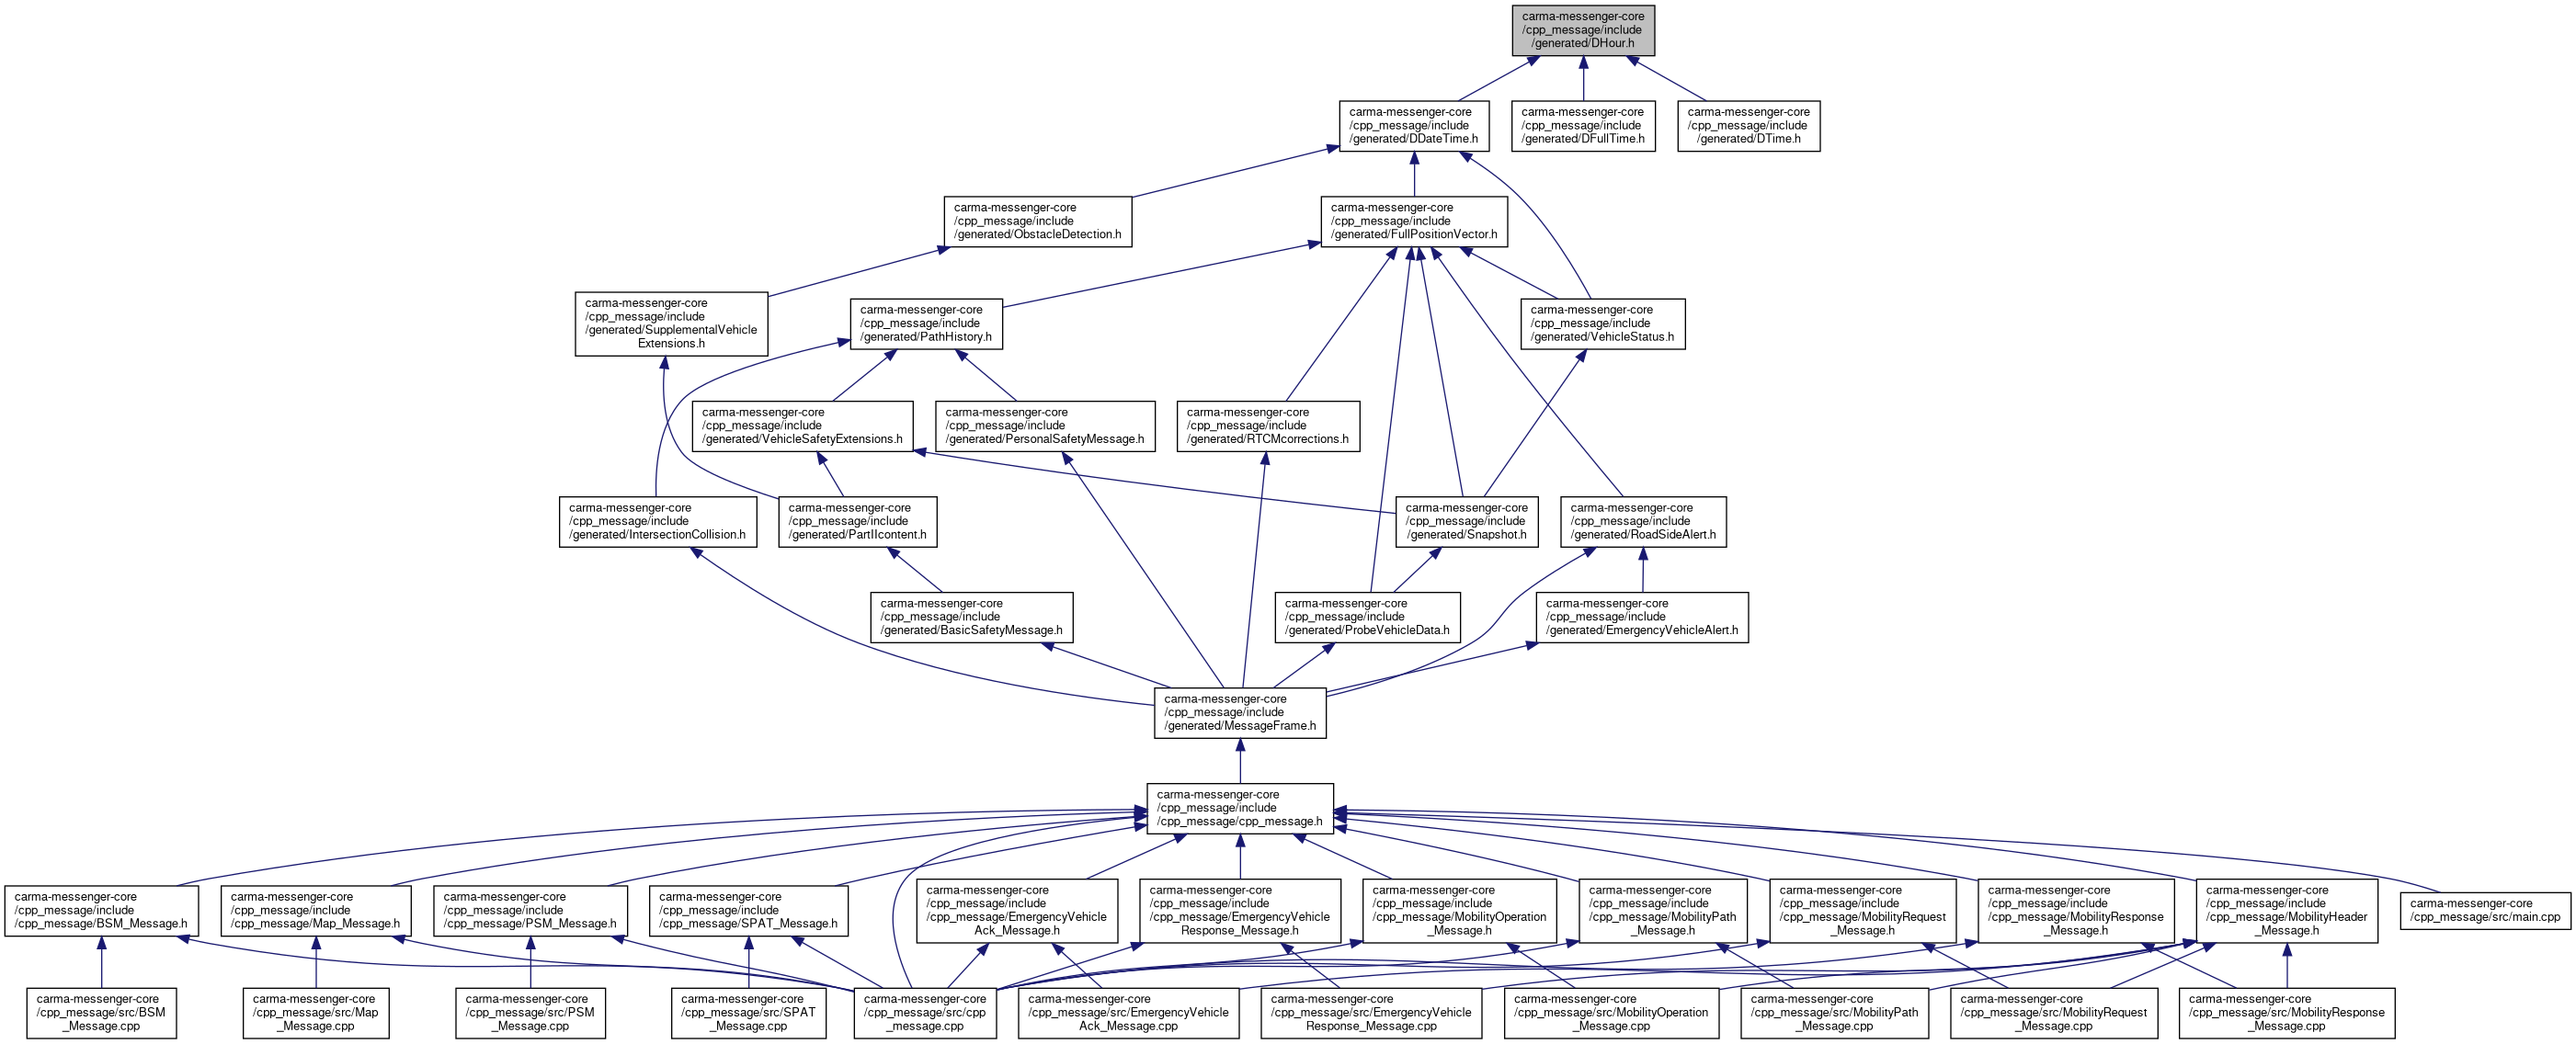 carma-messenger-core
/cpp_message/include
/generated/DHour.h
carma-messenger-core
/cpp_message/include
/generated/DDateTime.h
carma-messenger-core
/cpp_message/include
/generated/DFullTime.h
carma-messenger-core
/cpp_message/include
/generated/DTime.h
carma-messenger-core
/cpp_message/include
/generated/ObstacleDetection.h
carma-messenger-core
/cpp_message/include
/generated/FullPositionVector.h
carma-messenger-core
/cpp_message/include
/generated/SupplementalVehicle
Extensions.h
carma-messenger-core
/cpp_message/include
/generated/PathHistory.h
carma-messenger-core
/cpp_message/include
/generated/VehicleStatus.h
carma-messenger-core
/cpp_message/include
/generated/VehicleSafetyExtensions.h
carma-messenger-core
/cpp_message/include
/generated/PersonalSafetyMessage.h
carma-messenger-core
/cpp_message/include
/generated/RTCMcorrections.h
carma-messenger-core
/cpp_message/include
/generated/IntersectionCollision.h
carma-messenger-core
/cpp_message/include
/generated/PartIIcontent.h
carma-messenger-core
/cpp_message/include
/generated/Snapshot.h
carma-messenger-core
/cpp_message/include
/generated/RoadSideAlert.h
carma-messenger-core
/cpp_message/include
/generated/BasicSafetyMessage.h
carma-messenger-core
/cpp_message/include
/generated/ProbeVehicleData.h
carma-messenger-core
/cpp_message/include
/generated/EmergencyVehicleAlert.h
carma-messenger-core
/cpp_message/include
/generated/MessageFrame.h
carma-messenger-core
/cpp_message/include
/cpp_message/cpp_message.h
carma-messenger-core
/cpp_message/include
/cpp_message/BSM_Message.h
carma-messenger-core
/cpp_message/include
/cpp_message/Map_Message.h
carma-messenger-core
/cpp_message/include
/cpp_message/PSM_Message.h
carma-messenger-core
/cpp_message/include
/cpp_message/SPAT_Message.h
carma-messenger-core
/cpp_message/include
/cpp_message/EmergencyVehicle
Ack_Message.h
carma-messenger-core
/cpp_message/include
/cpp_message/EmergencyVehicle
Response_Message.h
carma-messenger-core
/cpp_message/include
/cpp_message/MobilityOperation
_Message.h
carma-messenger-core
/cpp_message/include
/cpp_message/MobilityPath
_Message.h
carma-messenger-core
/cpp_message/include
/cpp_message/MobilityRequest
_Message.h
carma-messenger-core
/cpp_message/include
/cpp_message/MobilityResponse
_Message.h
carma-messenger-core
/cpp_message/include
/cpp_message/MobilityHeader
_Message.h
carma-messenger-core
/cpp_message/src/main.cpp
carma-messenger-core
/cpp_message/src/BSM
_Message.cpp
carma-messenger-core
/cpp_message/src/Map
_Message.cpp
carma-messenger-core
/cpp_message/src/PSM
_Message.cpp
carma-messenger-core
/cpp_message/src/SPAT
_Message.cpp
carma-messenger-core
/cpp_message/src/cpp
_message.cpp
carma-messenger-core
/cpp_message/src/EmergencyVehicle
Ack_Message.cpp
carma-messenger-core
/cpp_message/src/EmergencyVehicle
Response_Message.cpp
carma-messenger-core
/cpp_message/src/MobilityOperation
_Message.cpp
carma-messenger-core
/cpp_message/src/MobilityPath
_Message.cpp
carma-messenger-core
/cpp_message/src/MobilityRequest
_Message.cpp
carma-messenger-core
/cpp_message/src/MobilityResponse
_Message.cpp